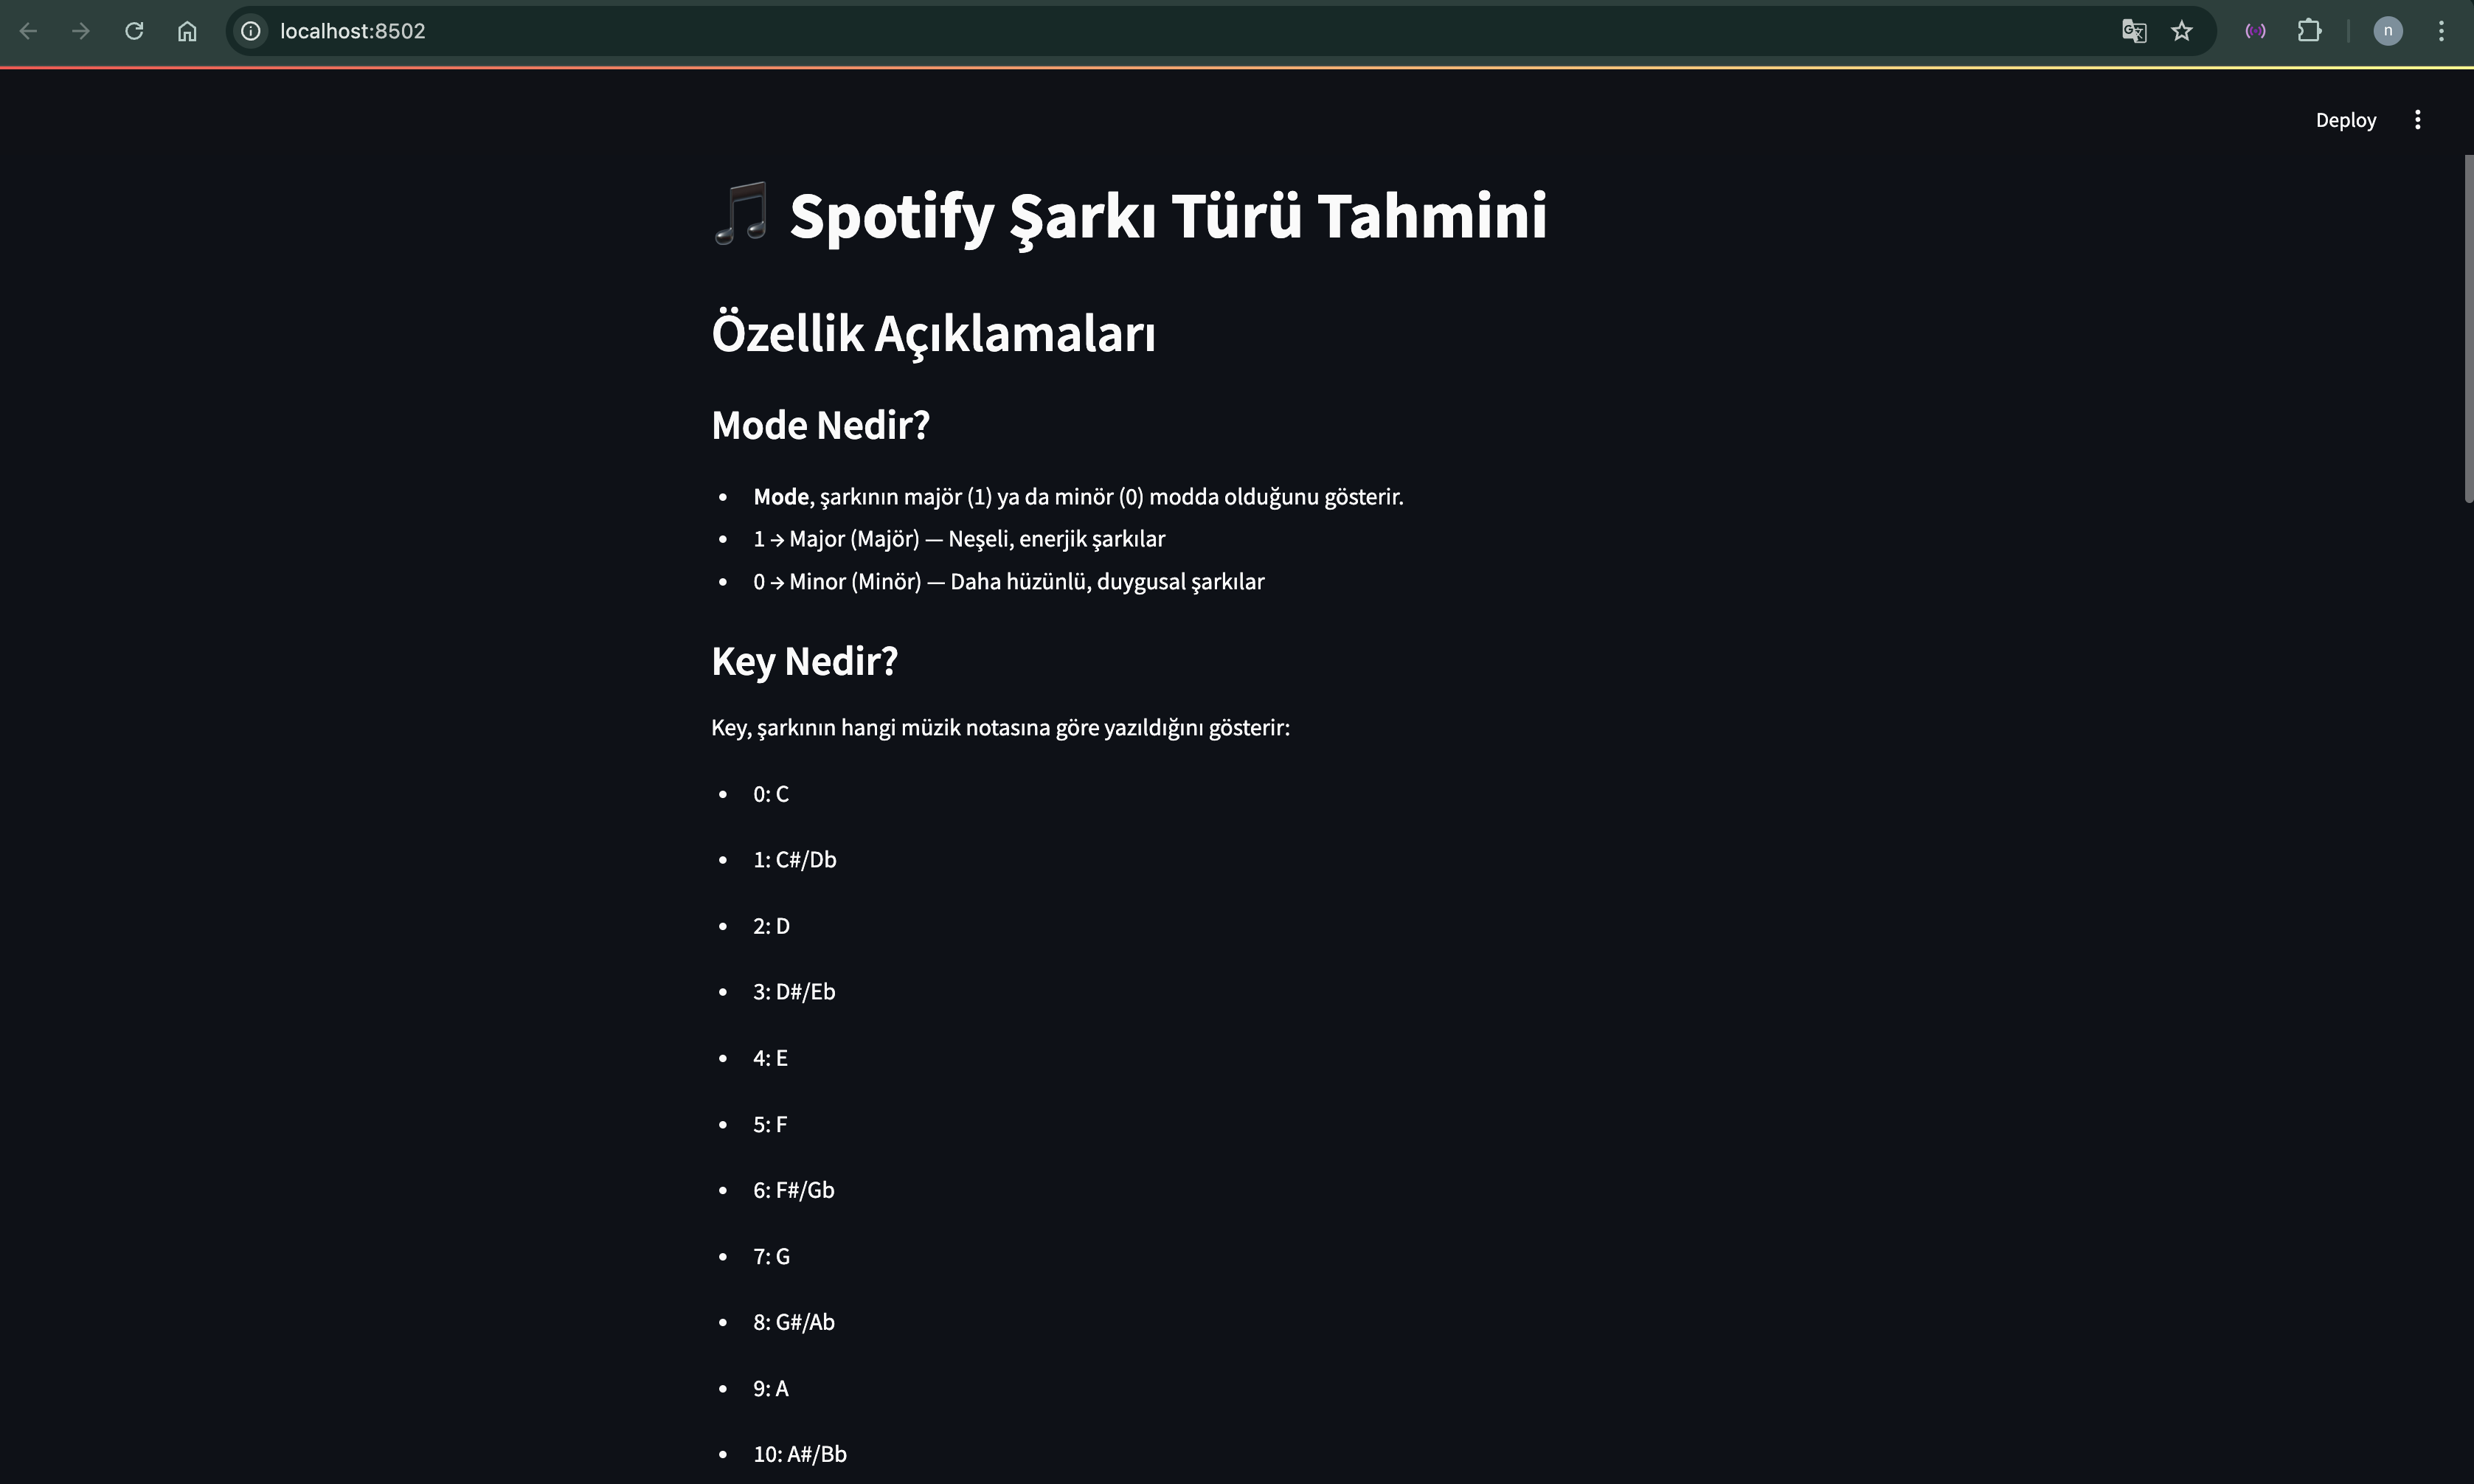 localhost:8502
n
Deploy
🎵 Spotify Şarkı Türü Tahmini
Özellik Açıklamaları
Mode Nedir?
• Mode, şarkının majör (1) ya da minör (0) modda olduğunu gösterir.
• 1 → Major (Majör) — Neşeli, enerjik şarkılar
• 0 → Minor (Minör) — Daha hüzünlü, duygusal şarkılar
Key Nedir?
Key, şarkının hangi müzik notasına göre yazıldığını gösterir:
• 0: C
• 1: C#/Db
• 2: D
• 3: D#/Eb
• 4: E
• 5: F
• 6: F#/Gb
• 7: G
• 8: G#/Ab
• 9: A
• 10: A#/Bb